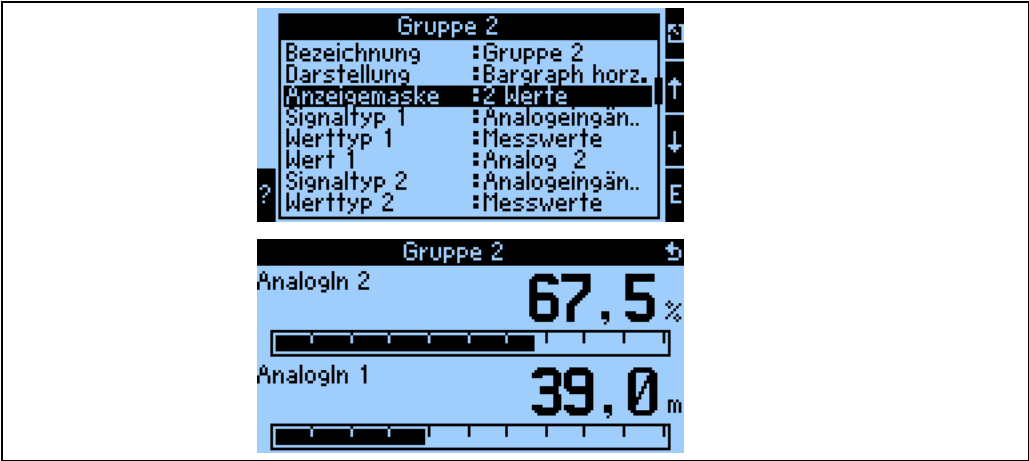 Gruppe 2
Bezeichnung :Gruppe 2
Darstellung :Bargraph horz.
Anzeigemaske :2 Werte
Signaltyp 1 :Analogeingän..
Werttyp 1 :Messwerte
Wert 1 :Analog 2
Signaltyp 2 :Analogeingän..
? Werttyp 2 :Messwerte E
Gruppe 2
AnalogIn 2 67,5 %
AnalogIn 1 39,0 m